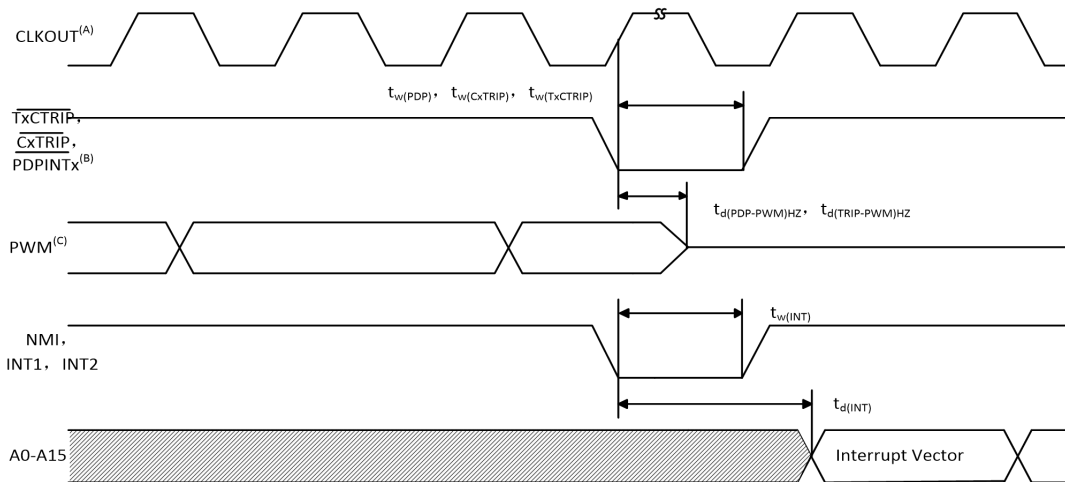 CLKOUT(A)
tw(PDP), tw(CxTRIP), tw(TxCTRIP)
TxCTRIP,
CxTRIP,
PDPINTx(B)
td(PDP-PWM)HZ, td(TRIP-PWM)HZ
PWM(C)
tw(INT)
NMI,
INT1, INT2
td(INT)
A0-A15
Interrupt Vector